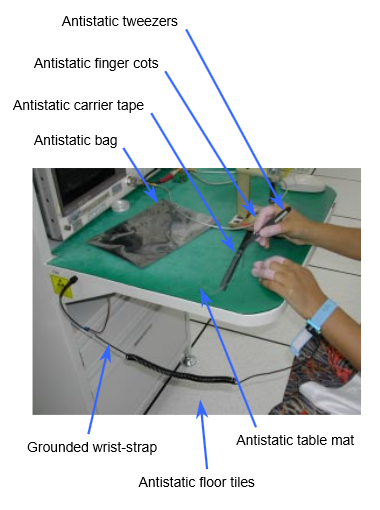 Antistatic tweezers
Antistatic finger cots
Antistatic carrier tape
Antistatic bag
Grounded wrist-strap
Antistatic table mat
Antistatic floor tiles